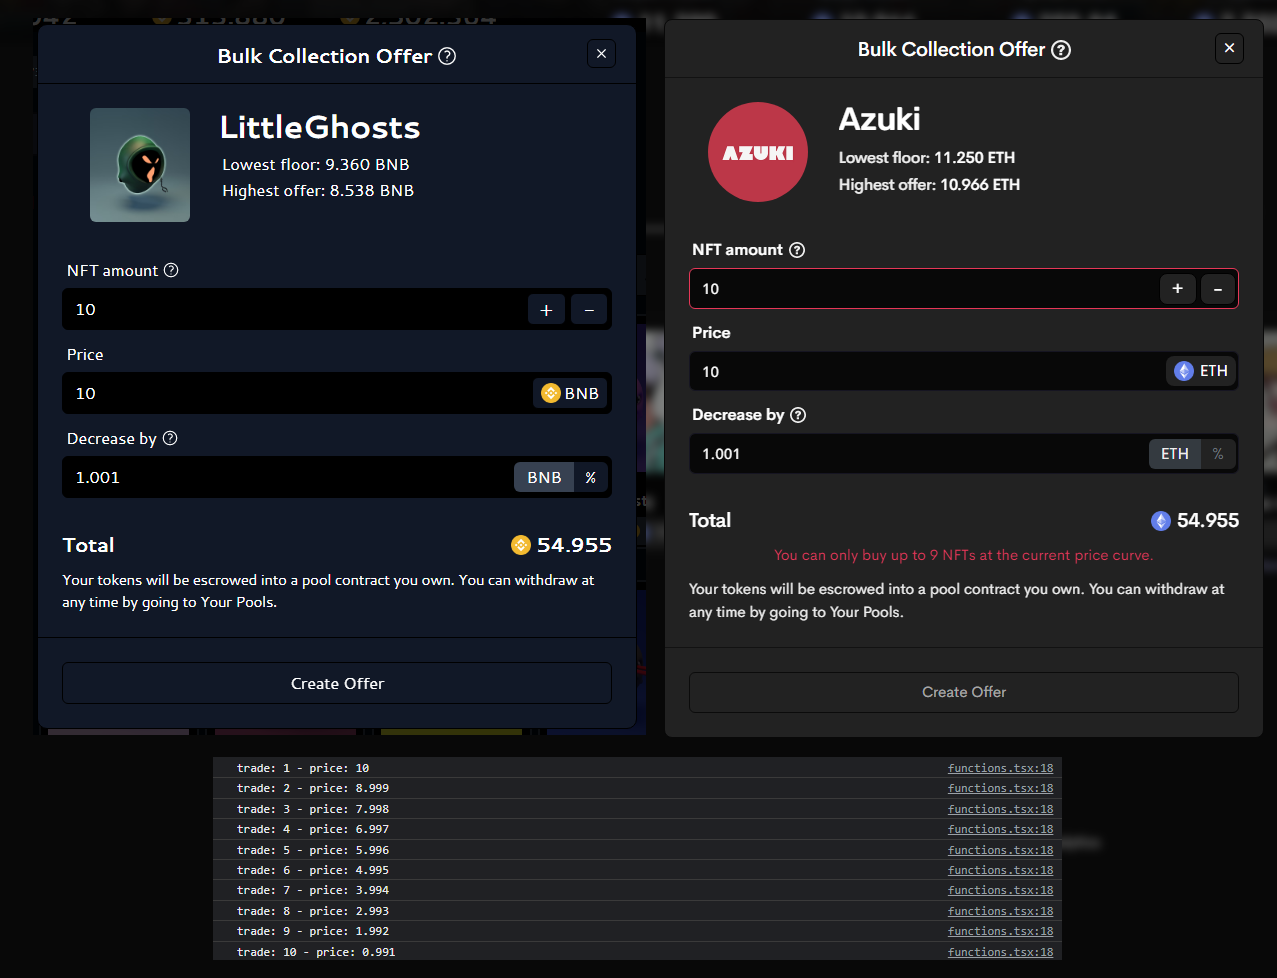 Bulk Collection Offer ?
LittleGhosts
Lowest floor: 9.360 BNB
Highest offer: 8.538 BNB
NFT amount ?
10 + −
Price
10 BNB
Decrease by ?
1.001 BNB %
Total 54.955
Your tokens will be escrowed into a pool contract you own. You can withdraw at
any time by going to Your Pools.
Create Offer
Bulk Collection Offer ?
AZUKI
Azuki
Lowest floor: 11.250 ETH
Highest offer: 10.966 ETH
NFT amount ?
10 + −
Price
10 ETH
Decrease by ?
1.001 ETH %
Total 54.955
You can only buy up to 9 NFTs at the current price curve.
Your tokens will be escrowed into a pool contract you own. You can withdraw at
any time by going to Your Pools.
Create Offer
trade: 1 - price: 10 functions.tsx:18
trade: 2 - price: 8.999 functions.tsx:18
trade: 3 - price: 7.998 functions.tsx:18
trade: 4 - price: 6.997 functions.tsx:18
trade: 5 - price: 5.996 functions.tsx:18
trade: 6 - price: 4.995 functions.tsx:18
trade: 7 - price: 3.994 functions.tsx:18
trade: 8 - price: 2.993 functions.tsx:18
trade: 9 - price: 1.992 functions.tsx:18
trade: 10 - price: 0.991 functions.tsx:18